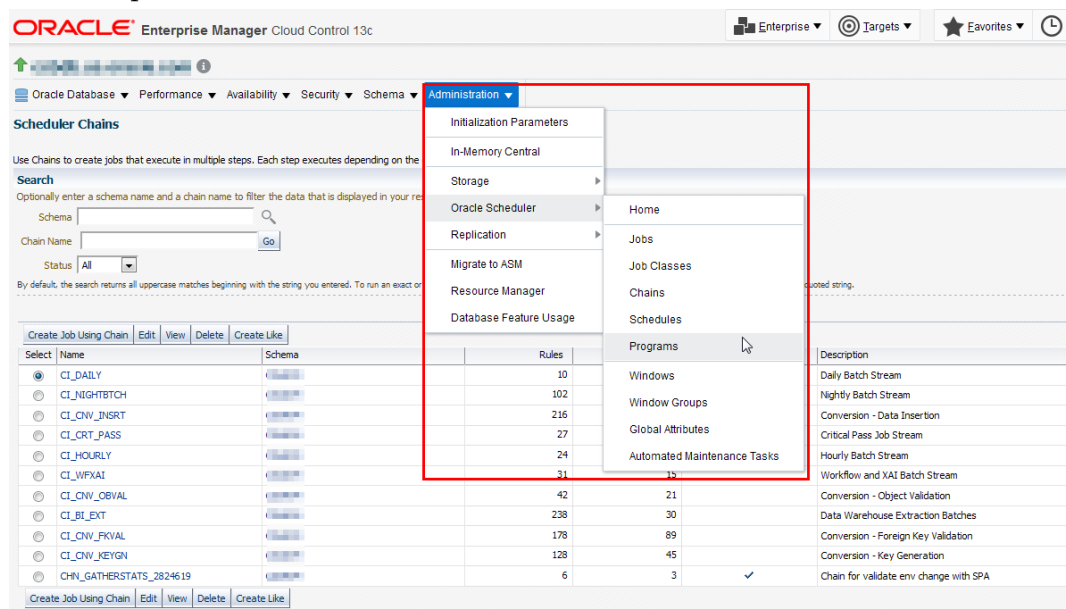 ORACLE Enterprise Manager Cloud Control 13c
Enterprise Targets Favorites
Oracle Database Performance Availability Security Schema Administration
Scheduler Chains
Use Chains to create jobs that execute in multiple steps. Each step executes depending on the
Search
Optionally enter a schema name and a chain name to filter the data that is displayed in your
Schema
Chain Name
Go
Status All
By default, the search returns all uppercase matches beginning with the string you entered. To run an exact or
string.
Initialization Parameters
In-Memory Central
Storage
Oracle Scheduler
Replication
Migrate to ASM
Resource Manager
Database Feature Usage
Home
Jobs
Job Classes
Chains
Schedules
Programs
Windows
Window Groups
Global Attributes
Automated Maintenance Tasks
Create Job Using Chain Edit View Delete Create Like
Select Name Schema Rules Description
CI_DAILY 10 Daily Batch Stream
CI_NIGHTBTCH 102 Nightly Batch Stream
CI_CNV_INSRT 216 Conversion - Data Insertion
CI_CRT_PASS 27 Critical Pass Job Stream
CI_HOURLY 24 Hourly Batch Stream
CI_WFXAI 31 15 Workflow and XAI Batch Stream
CI_CNV_OBVAL 42 21 Conversion - Object Validation
CI_BI_EXT 238 30 Data Warehouse Extraction Batches
CI_CNV_FKVAL 178 89 Conversion - Foreign Key Validation
CI_CNV_KEYGN 128 45 Conversion - Key Generation
CHN_GATHERSTATS_2824619 6 3 Chain for validate env change with SPA
Create Job Using Chain Edit View Delete Create Like